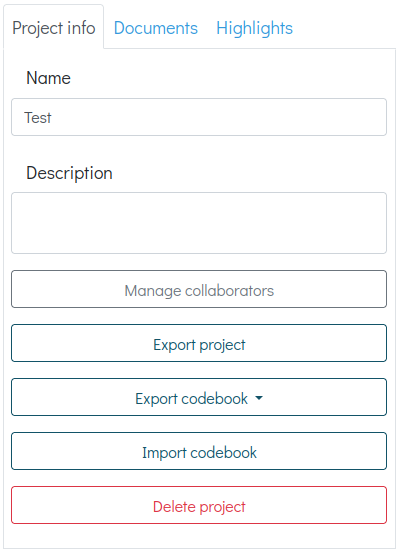 Project info Documents Highlights
Name
Test
Description
Manage collaborators
Export project
Export codebook
Import codebook
Delete project